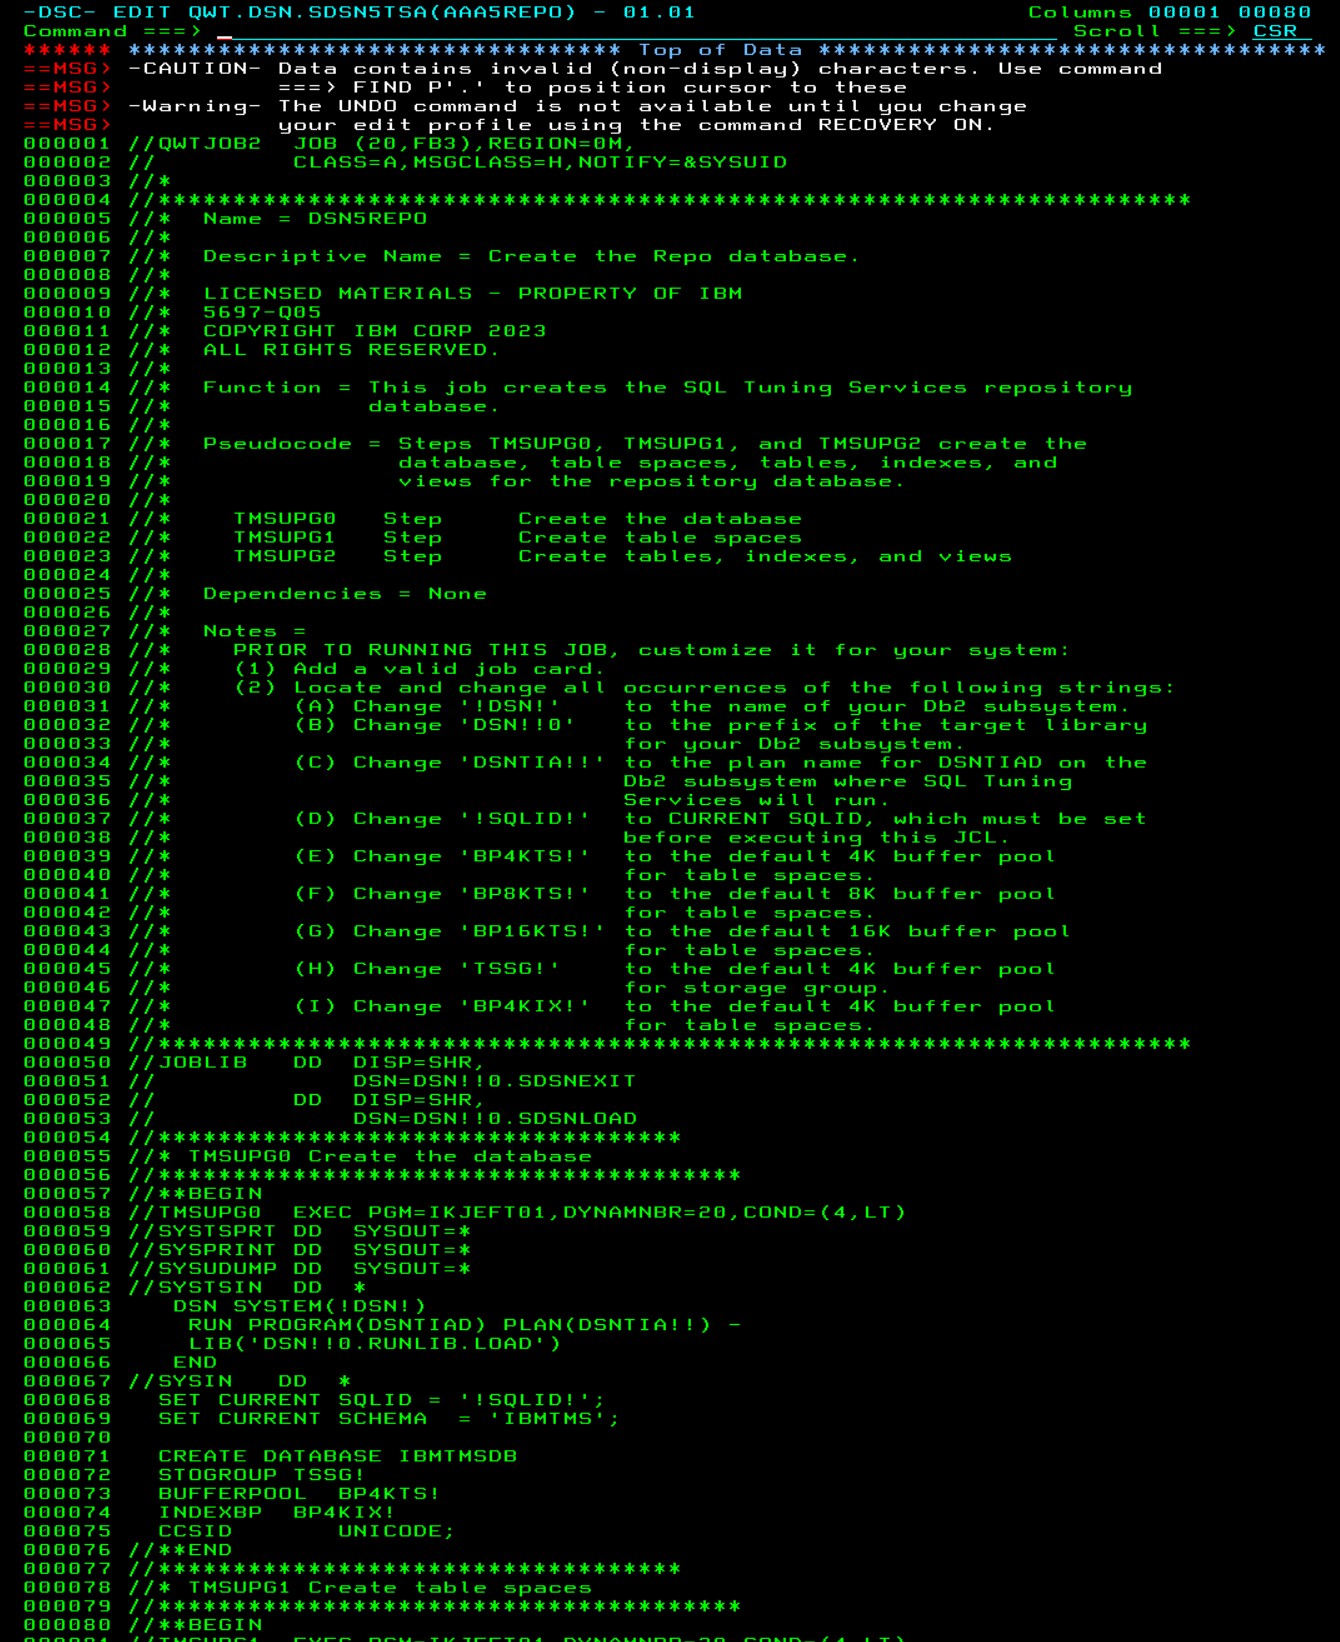 -DSC- EDIT QWT.DSN.SDSN5TSA(AAA5REPO) - 01.01 Columns 00001 00080
Command ===> Scroll ===> CSR
****** ********************************* Top of Data **********************************
==MSG> -CAUTION- Data contains invalid (non-display) characters. Use command
==MSG>           ===> FIND P'.' to position cursor to these
==MSG> -Warning- The UNDO command is not available until you change
==MSG>           your edit profile using the command RECOVERY ON.
000001 //QWTJOB2  JOB (20,FB3),REGION=0M,
000002 //         CLASS=A,MSGCLASS=H,NOTIFY=&SYSUID
000003 //*
000004 //*********************************************************************
000005 //*  Name = DSN5REPO
000006 //*
000007 //*  Descriptive Name = Create the Repo database.
000008 //*
000009 //*  LICENSED MATERIALS - PROPERTY OF IBM
000010 //*  5697-Q05
000011 //*  COPYRIGHT IBM CORP 2023
000012 //*  ALL RIGHTS RESERVED.
000013 //*
000014 //*  Function = This job creates the SQL Tuning Services repository
000015 //*             database.
000016 //*
000017 //*  Pseudocode = Steps TMSUPG0, TMSUPG1, and TMSUPG2 create the
000018 //*               database, table spaces, tables, indexes, and
000019 //*               views for the repository database.
000020 //*
000021 //*    TMSUPG0   Step     Create the database
000022 //*    TMSUPG1   Step     Create table spaces
000023 //*    TMSUPG2   Step     Create tables, indexes, and views
000024 //*
000025 //*  Dependencies = None
000026 //*
000027 //*  Notes =
000028 //*    PRIOR TO RUNNING THIS JOB, customize it for your system:
000029 //*    (1) Add a valid job card.
000030 //*    (2) Locate and change all occurrences of the following strings:
000031 //*        (A) Change '!DSN!'    to the name of your Db2 subsystem.
000032 //*        (B) Change 'DSN!!0'   to the prefix of the target library
000033 //*                              for your Db2 subsystem.
000034 //*        (C) Change 'DSNTIA!!' to the plan name for DSNTIAD on the
000035 //*                              Db2 subsystem where SQL Tuning
000036 //*                              Services will run.
000037 //*        (D) Change '!SQLID!'  to CURRENT SQLID, which must be set
000038 //*                              before executing this JCL.
000039 //*        (E) Change 'BP4KTS!'  to the default 4K buffer pool
000040 //*                              for table spaces.
000041 //*        (F) Change 'BP8KTS!'  to the default 8K buffer pool
000042 //*                              for table spaces.
000043 //*        (G) Change 'BP16KTS!' to the default 16K buffer pool
000044 //*                              for table spaces.
000045 //*        (H) Change 'TSSG!'    to the default 4K buffer pool
000046 //*                              for storage group.
000047 //*        (I) Change 'BP4KIX!'  to the default 4K buffer pool
000048 //*                              for table spaces.
000049 //*********************************************************************
000050 //JOBLIB   DD  DISP=SHR,
000051 //             DSN=DSN!!0.SDSNEXIT
000052 //         DD  DISP=SHR,
000053 //             DSN=DSN!!0.SDSNLOAD
000054 //***********************************
000055 //* TMSUPG0 Create the database
000056 //***************************************
000057 //**BEGIN
000058 //TMSUPG0  EXEC PGM=IKJEFT01,DYNAMNBR=20,COND=(4,LT)
000059 //SYSTSPRT DD  SYSOUT=*
000060 //SYSPRINT DD  SYSOUT=*
000061 //SYSUDUMP DD  SYSOUT=*
000062 //SYSTSIN  DD  *
000063    DSN SYSTEM(!DSN!)
000064     RUN PROGRAM(DSNTIAD) PLAN(DSNTIA!!) -
000065     LIB('DSN!!0.RUNLIB.LOAD')
000066    END
000067 //SYSIN   DD  *
000068   SET CURRENT SQLID = '!SQLID!';
000069   SET CURRENT SCHEMA  = 'IBMTMS';
000070
000071   CREATE DATABASE IBMTMSDB
000072   STOGROUP TSSG!
000073   BUFFERPOOL  BP4KTS!
000074   INDEXBP  BP4KIX!
000075   CCSID       UNICODE;
000076 //**END
000077 //***********************************
000078 //* TMSUPG1 Create table spaces
000079 //***************************************
000080 //**BEGIN
000081 //TMSUPG1  EXEC PGM=IKJEFT01,DYNAMNBR=20,COND=(4,LT)